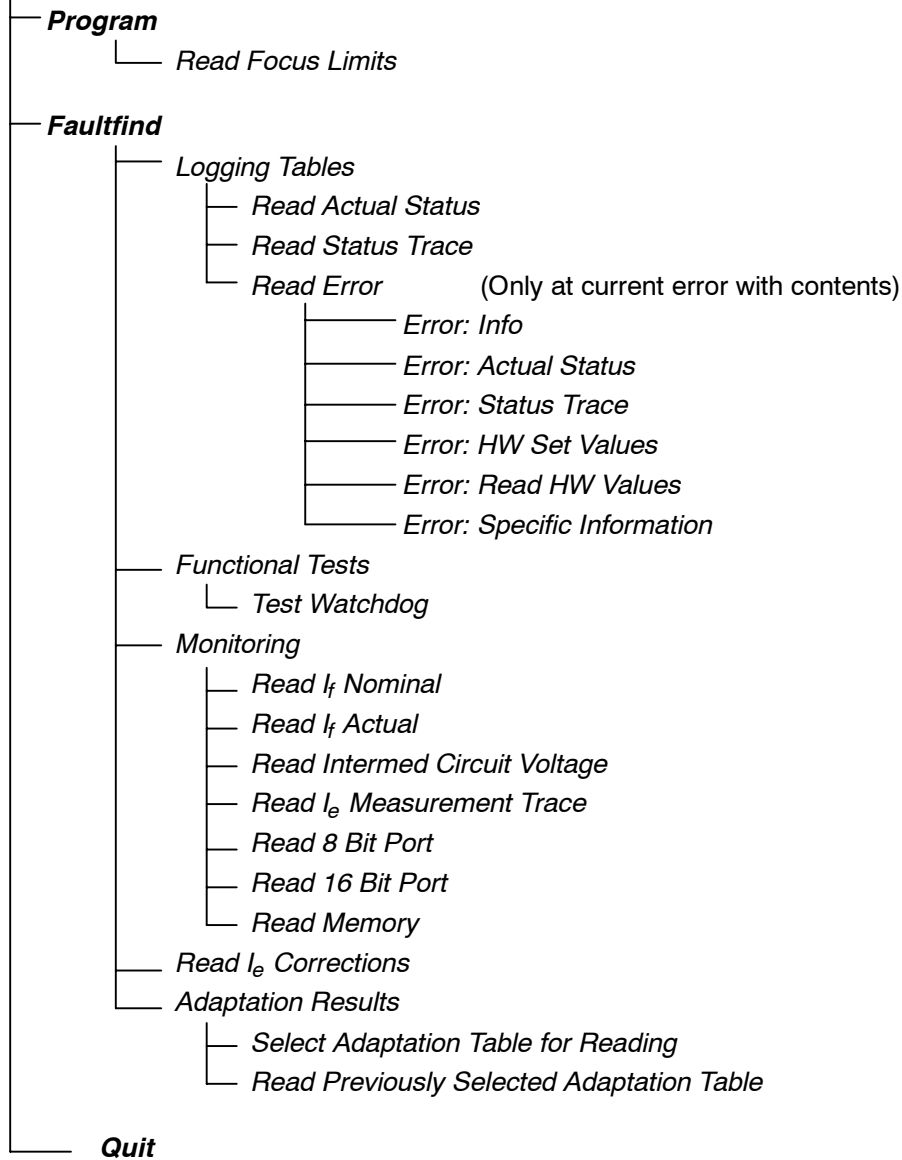 Program
Read Focus Limits
Faultfind
Logging Tables
Read Actual Status
Read Status Trace
Read Error (Only at current error with contents)
Error: Info
Error: Actual Status
Error: Status Trace
Error: HW Set Values
Error: Read HW Values
Error: Specific Information
Functional Tests
Test Watchdog
Monitoring
Read If Nominal
Read If Actual
Read Intermed Circuit Voltage
Read Ie Measurement Trace
Read 8 Bit Port
Read 16 Bit Port
Read Memory
Read Ie Corrections
Adaptation Results
Select Adaptation Table for Reading
Read Previously Selected Adaptation Table
Quit